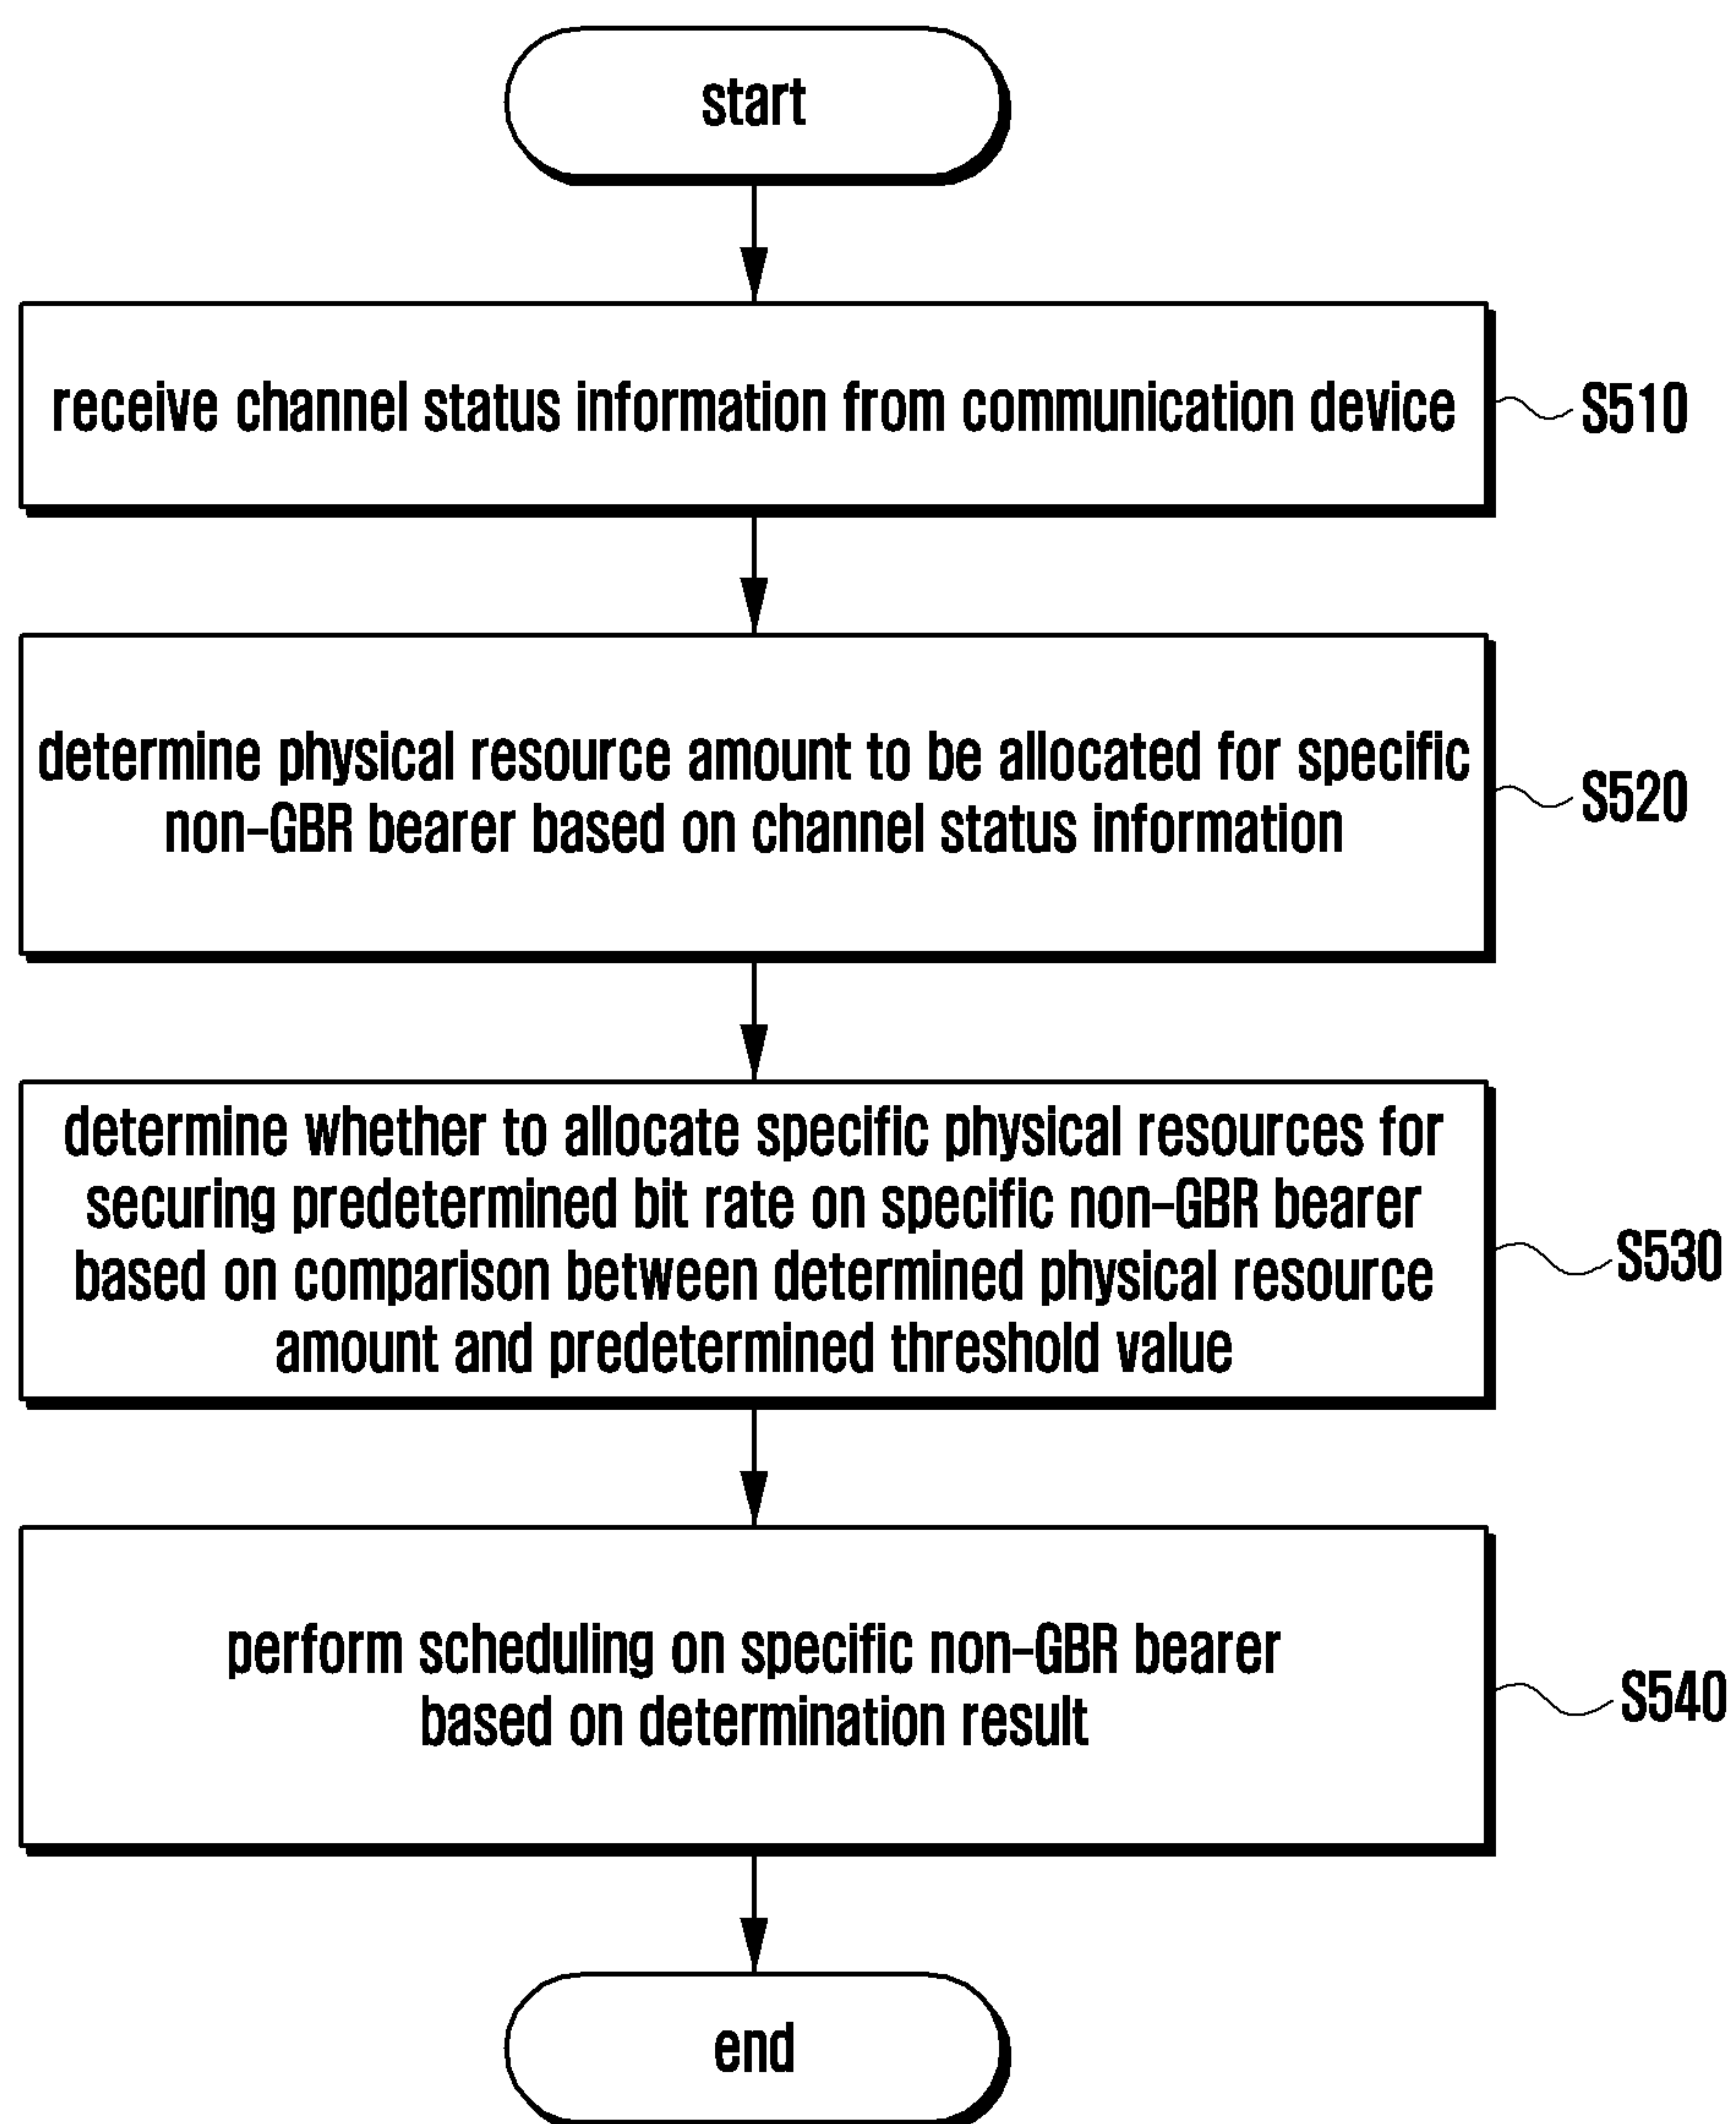 start
receive channel status information from communication device
S510
determine physical resource amount to be allocated for specific
non-GBR bearer based on channel status information
S520
determine whether to allocate specific physical resources for
securing predetermined bit rate on specific non-GBR bearer
based on comparison between determined physical resource
amount and predetermined threshold value
S530
perform scheduling on specific non-GBR bearer
based on determination result
S540
end